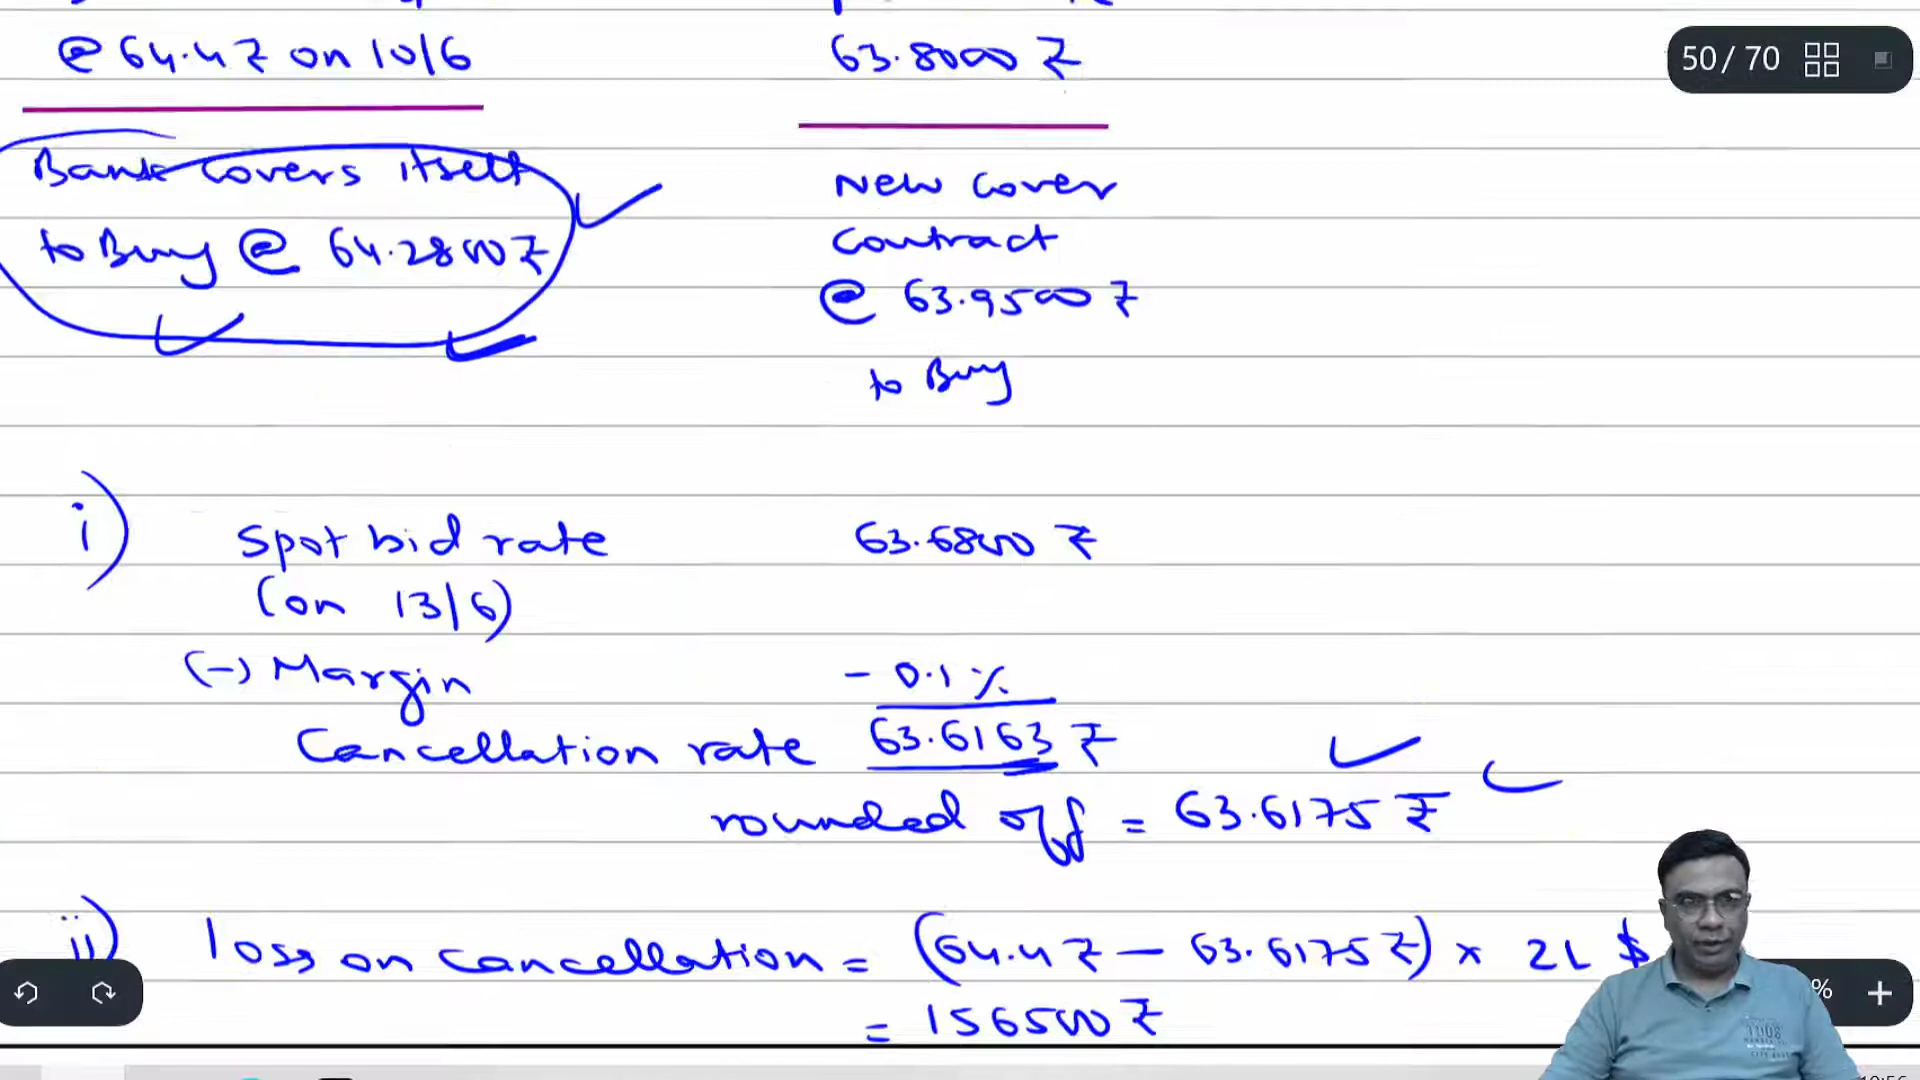 @ 64.4₹ on 10/6
63.8000 ₹
50 / 70
Bank covers itself
to Buy @ 64.2800₹
New cover
contract
@ 63.9500 ₹
to Buy
i)
Spot bid rate 63.6800 ₹
(on 13/6)
(-) Margin - 0.1 %
Cancellation rate 63.6163 ₹
rounded off = 63.6175 ₹
ii) loss on cancellation = (64.4₹ - 63.6175₹) x 2L $
= 156500 ₹
%